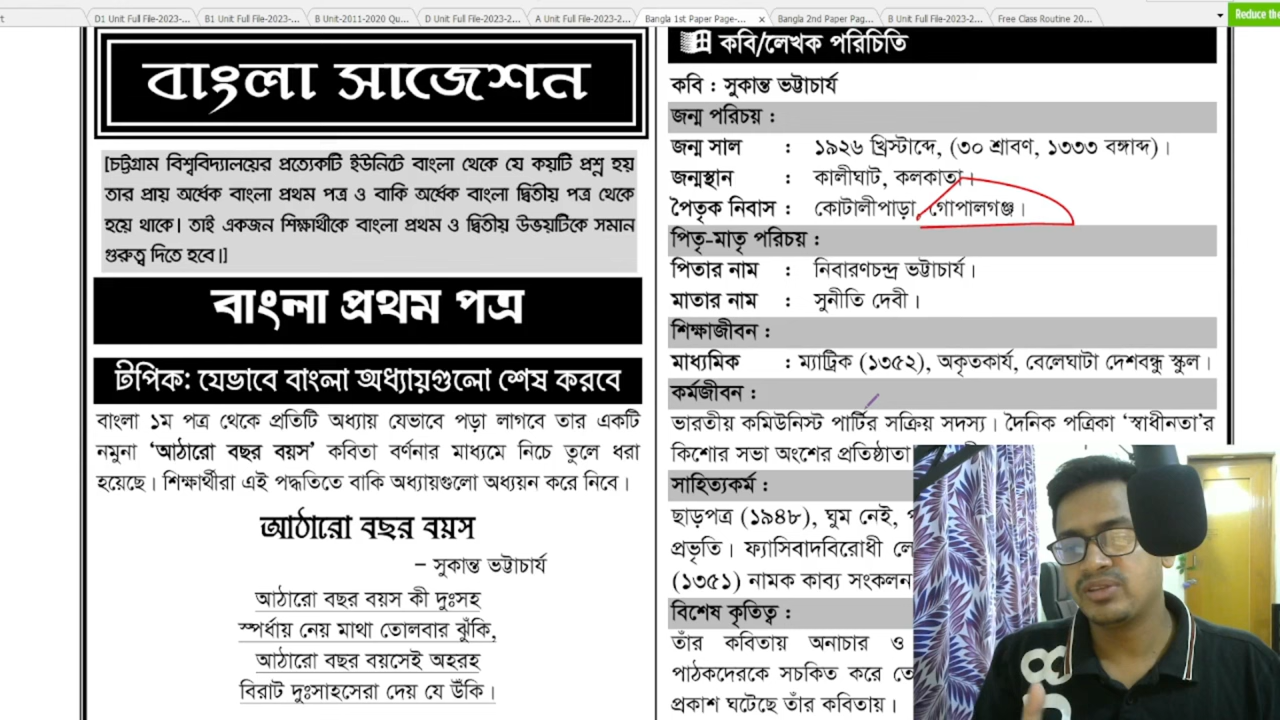 D1 Unit Full File-2023-...
B1 Unit Full File-2023-...
B Unit-2011-2020 Qu...
D Unit Full File-2023-2...
A Unit Full File-2023-2...
Bangla 1st Paper Page-...
Bangla 2nd Paper Pag...
B Unit Full File-2023-2...
Free Class Routine 20...
Reduce the
বাংলা সাজেশন
[চট্টগ্রাম বিশ্ববিদ্যালয়ের প্রত্যেকটি ইউনিটে বাংলা থেকে যে কয়টি প্রশ্ন হয়
তার প্রায় অর্ধেক বাংলা প্রথম পত্র ও বাকি অর্ধেক বাংলা দ্বিতীয় পত্র থেকে
হয়ে থাকে। তাই একজন শিক্ষার্থীকে বাংলা প্রথম ও দ্বিতীয় উভয়টিকে সমান
গুরুত্ব দিতে হবে।]
বাংলা প্রথম পত্র
টপিক: যেভাবে বাংলা অধ্যায়গুলো শেষ করবে
বাংলা ১ম পত্র থেকে প্রতিটি অধ্যায় যেভাবে পড়া লাগবে তার একটি
নমুনা ‘আঠারো বছর বয়স’ কবিতা বর্ণনার মাধ্যমে নিচে তুলে ধরা
হয়েছে। শিক্ষার্থীরা এই পদ্ধতিতে বাকি অধ্যায়গুলো অধ্যয়ন করে নিবে।
আঠারো বছর বয়স
– সুকান্ত ভট্টাচার্য
আঠারো বছর বয়স কী দুঃসহ
স্পর্ধায় নেয় মাথা তোলবার ঝুঁকি,
আঠারো বছর বয়সেই অহরহ
বিরাট দুঃসাহসেরা দেয় যে উঁকি।
কবি/লেখক পরিচিতি
কবি : সুকান্ত ভট্টাচার্য
জন্ম পরিচয় :
জন্ম সাল : ১৯২৬ খ্রিস্টাব্দে, (৩০ শ্রাবণ, ১৩৩৩ বঙ্গাব্দ)।
জন্মস্থান : কালীঘাট, কলকাতা।
পৈতৃক নিবাস : কোটালীপাড়া, গোপালগঞ্জ।
পিতৃ-মাতৃ পরিচয় :
পিতার নাম : নিবারণচন্দ্র ভট্টাচার্য।
মাতার নাম : সুনীতি দেবী।
শিক্ষাজীবন :
মাধ্যমিক : ম্যাট্রিক (১৩৫২), অকৃতকার্য, বেলেঘাটা দেশবন্ধু স্কুল।
কর্মজীবন :
ভারতীয় কমিউনিস্ট পার্টির সক্রিয় সদস্য। দৈনিক পত্রিকা ‘স্বাধীনতা’র
কিশোর সভা অংশের প্রতিষ্ঠাতা
সাহিত্যকর্ম :
ছাড়পত্র (১৯৪৮), ঘুম নেই,
প্রভৃতি। ফ্যাসিবাদবিরোধী
(১৩৫১) নামক কাব্য সংকলন
বিশেষ কৃতিত্ব :
তাঁর কবিতায় অনাচার ও
পাঠকদেরকে সচকিত করে
প্রকাশ ঘটেছে তাঁর কবিতায়।